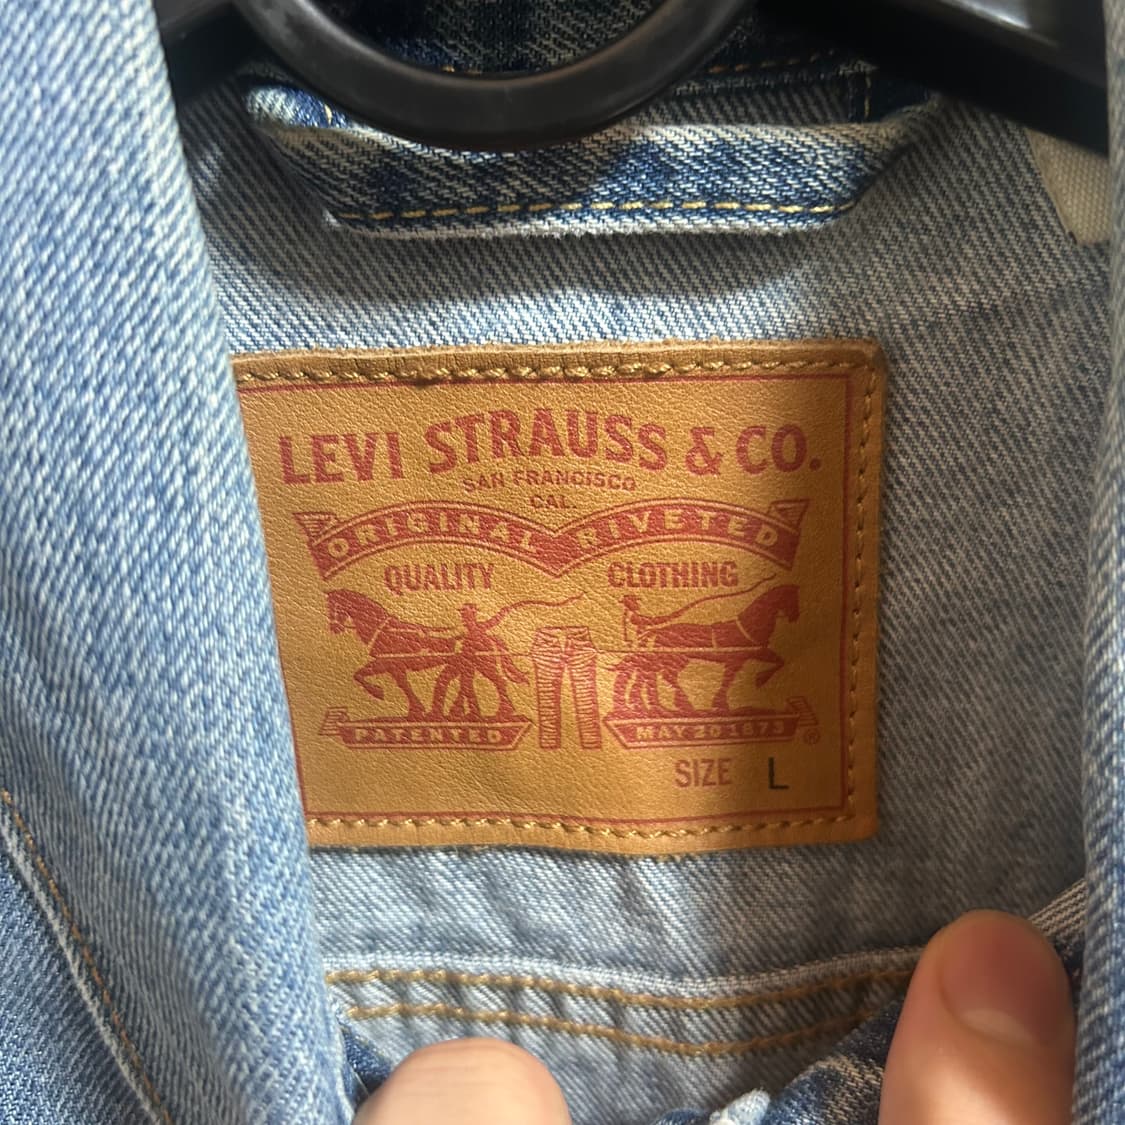 LEVI STRAUSS & CO.
SAN FRANCISCO
CAL.
ORIGINAL RIVETED
QUALITY CLOTHING
PATENTED MAY 20 1873 ®
SIZE L